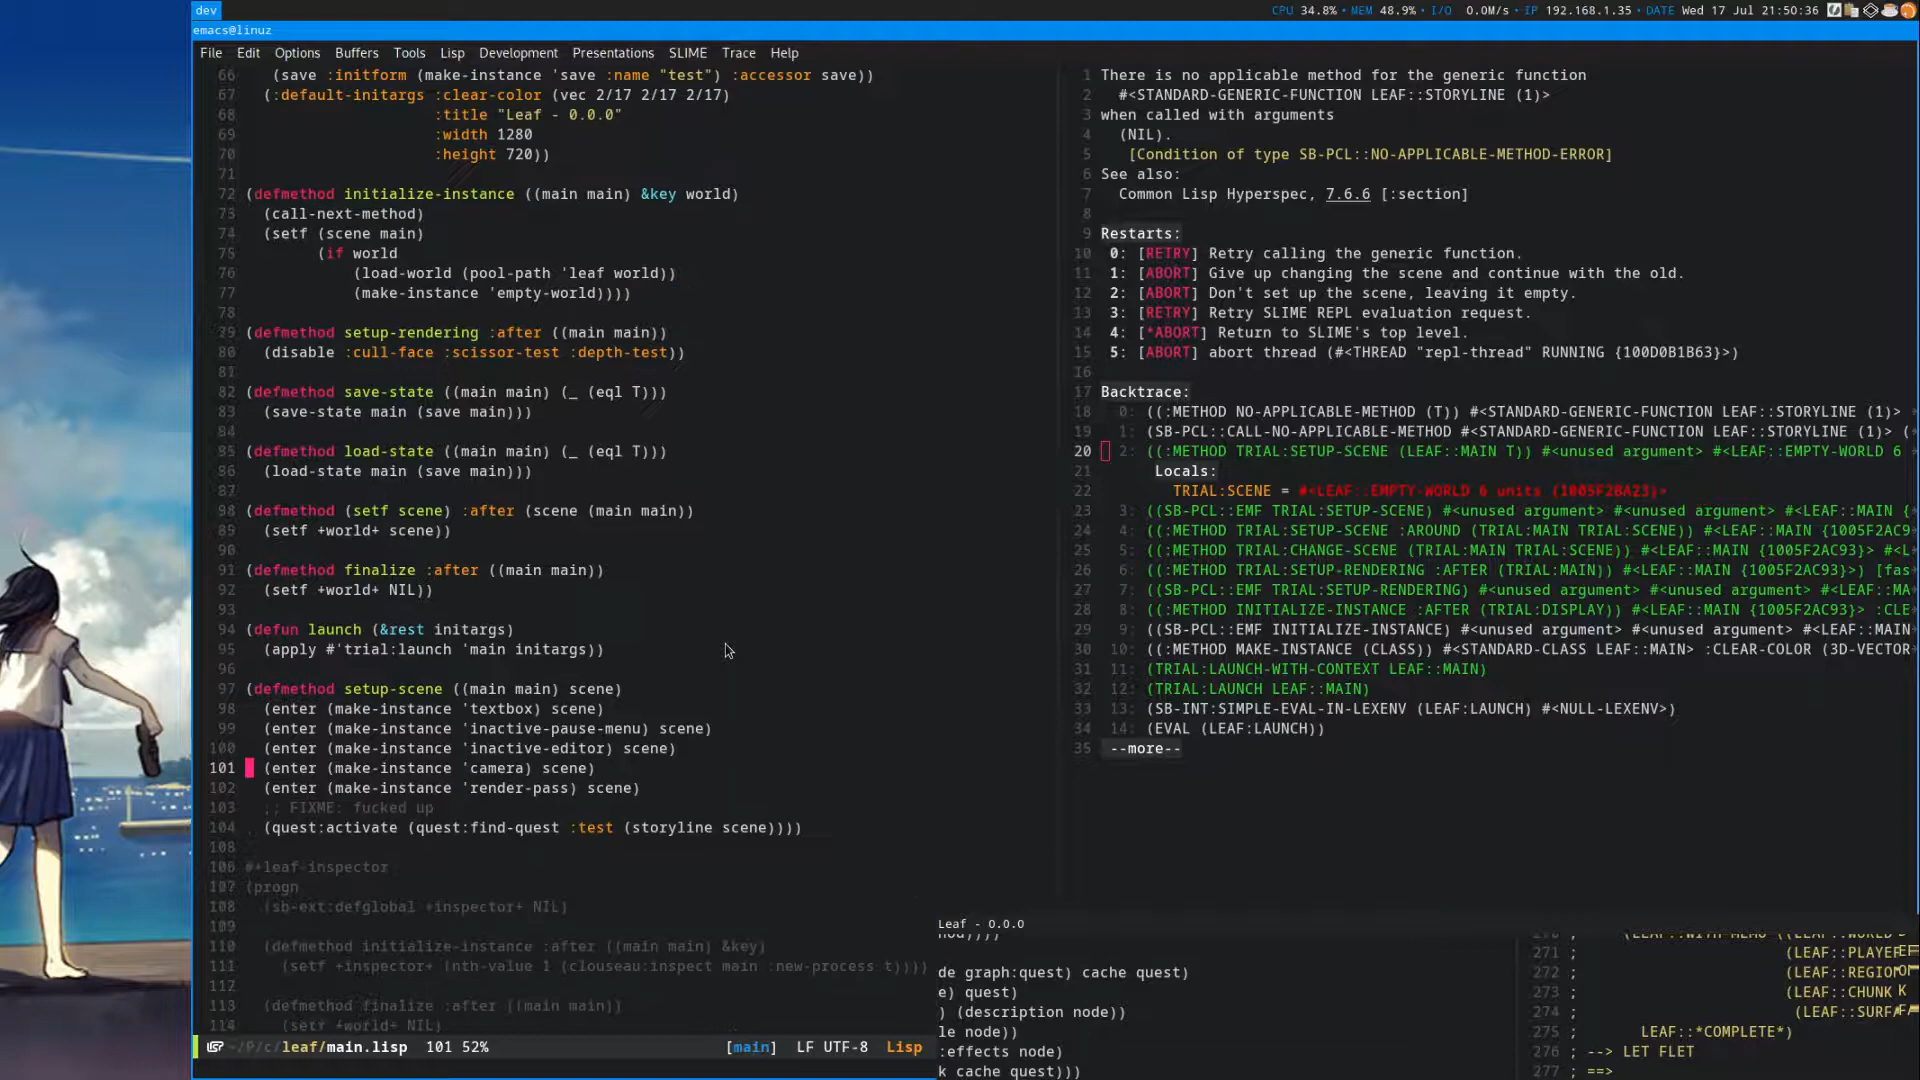 dev
CPU 34.8% • MEM 48.9% • I/O 0.0M/s • IP 192.168.1.35 • DATE Wed 17 Jul 21:50:36
emacs@linuz
File Edit Options Buffers Tools Lisp Development Presentations SLIME Trace Help
66 (save :initform (make-instance 'save :name "test") :accessor save))
67 (:default-initargs :clear-color (vec 2/17 2/17 2/17)
68 :title "Leaf - 0.0.0"
69 :width 1280
70 :height 720))
71
72 (defmethod initialize-instance ((main main) &key world)
73 (call-next-method)
74 (setf (scene main)
75 (if world
76 (load-world (pool-path 'leaf world))
77 (make-instance 'empty-world))))
78
79 (defmethod setup-rendering :after ((main main))
80 (disable :cull-face :scissor-test :depth-test))
81
82 (defmethod save-state ((main main) (_ (eql T)))
83 (save-state main (save main)))
84
85 (defmethod load-state ((main main) (_ (eql T)))
86 (load-state main (save main)))
87
88 (defmethod (setf scene) :after (scene (main main))
89 (setf +world+ scene))
90
91 (defmethod finalize :after ((main main))
92 (setf +world+ NIL))
93
94 (defun launch (&rest initargs)
95 (apply #'trial:launch 'main initargs))
96
97 (defmethod setup-scene ((main main) scene)
98 (enter (make-instance 'textbox) scene)
99 (enter (make-instance 'inactive-pause-menu) scene)
100 (enter (make-instance 'inactive-editor) scene)
101 (enter (make-instance 'camera) scene)
102 (enter (make-instance 'render-pass) scene)
103 ;; FIXME: fucked up
104 (quest:activate (quest:find-quest :test (storyline scene))))
#+leaf-inspector
(progn
108 (sb-ext:defglobal +inspector+ NIL)
109
110 (defmethod initialize-instance :after ((main main) &key)
111 (setf +inspector+ (nth-value 1 (clouseau:inspect main :new-process t))))
112
113 (defmethod finalize :after ((main main))
114 (setf +world+ NIL)
~/P/c/leaf/main.lisp 101 52% [main] LF UTF-8 Lisp
1 There is no applicable method for the generic function
2 #<STANDARD-GENERIC-FUNCTION LEAF::STORYLINE (1)>
3 when called with arguments
4 (NIL).
5 [Condition of type SB-PCL::NO-APPLICABLE-METHOD-ERROR]
6 See also:
7 Common Lisp Hyperspec, 7.6.6 [:section]
8
9 Restarts:
10 0: [RETRY] Retry calling the generic function.
11 1: [ABORT] Give up changing the scene and continue with the old.
12 2: [ABORT] Don't set up the scene, leaving it empty.
13 3: [RETRY] Retry SLIME REPL evaluation request.
14 4: [*ABORT] Return to SLIME's top level.
15 5: [ABORT] abort thread (#<THREAD "repl-thread" RUNNING {100D0B1B63}>)
16
17 Backtrace:
18 0: ((:METHOD NO-APPLICABLE-METHOD (T)) #<STANDARD-GENERIC-FUNCTION LEAF::STORYLINE (1)>
19 1: (SB-PCL::CALL-NO-APPLICABLE-METHOD #<STANDARD-GENERIC-FUNCTION LEAF::STORYLINE (1)> (
20 2: ((:METHOD TRIAL:SETUP-SCENE (LEAF::MAIN T)) #<unused argument> #<LEAF::EMPTY-WORLD 6
21 Locals:
22 TRIAL:SCENE = #<LEAF::EMPTY-WORLD 6 units {1005F2BA23}>
23 3: ((SB-PCL::EMF TRIAL:SETUP-SCENE) #<unused argument> #<unused argument> #<LEAF::MAIN {
24 4: ((:METHOD TRIAL:SETUP-SCENE :AROUND (TRIAL:MAIN TRIAL:SCENE)) #<LEAF::MAIN {1005F2AC9
25 5: ((:METHOD TRIAL:CHANGE-SCENE (TRIAL:MAIN TRIAL:SCENE)) #<LEAF::MAIN {1005F2AC93}> #<L
26 6: ((:METHOD TRIAL:SETUP-RENDERING :AFTER (TRIAL:MAIN)) #<LEAF::MAIN {1005F2AC93}>) [fas
27 7: ((SB-PCL::EMF TRIAL:SETUP-RENDERING) #<unused argument> #<unused argument> #<LEAF::MA
28 8: ((:METHOD INITIALIZE-INSTANCE :AFTER (TRIAL:DISPLAY)) #<LEAF::MAIN {1005F2AC93}> :CLE
29 9: ((SB-PCL::EMF INITIALIZE-INSTANCE) #<unused argument> #<unused argument> #<LEAF::MAIN
30 10: ((:METHOD MAKE-INSTANCE (CLASS)) #<STANDARD-CLASS LEAF::MAIN> :CLEAR-COLOR (3D-VECTOR
31 11: (TRIAL:LAUNCH-WITH-CONTEXT LEAF::MAIN)
32 12: (TRIAL:LAUNCH LEAF::MAIN)
33 13: (SB-INT:SIMPLE-EVAL-IN-LEXENV (LEAF:LAUNCH) #<NULL-LEXENV>)
34 14: (EVAL (LEAF:LAUNCH))
35 --more--
Leaf - 0.0.0
de graph:quest) cache quest)
e) quest)
) (description node))
le node))
:effects node)
k cache quest)))
271 ; (LEAF::PLAYER
272 ; (LEAF::REGION
273 ; (LEAF::CHUNK
274 ; (LEAF::SURFA
275 LEAF::*COMPLETE*)
276 ; --> LET FLET
277 ; ==>